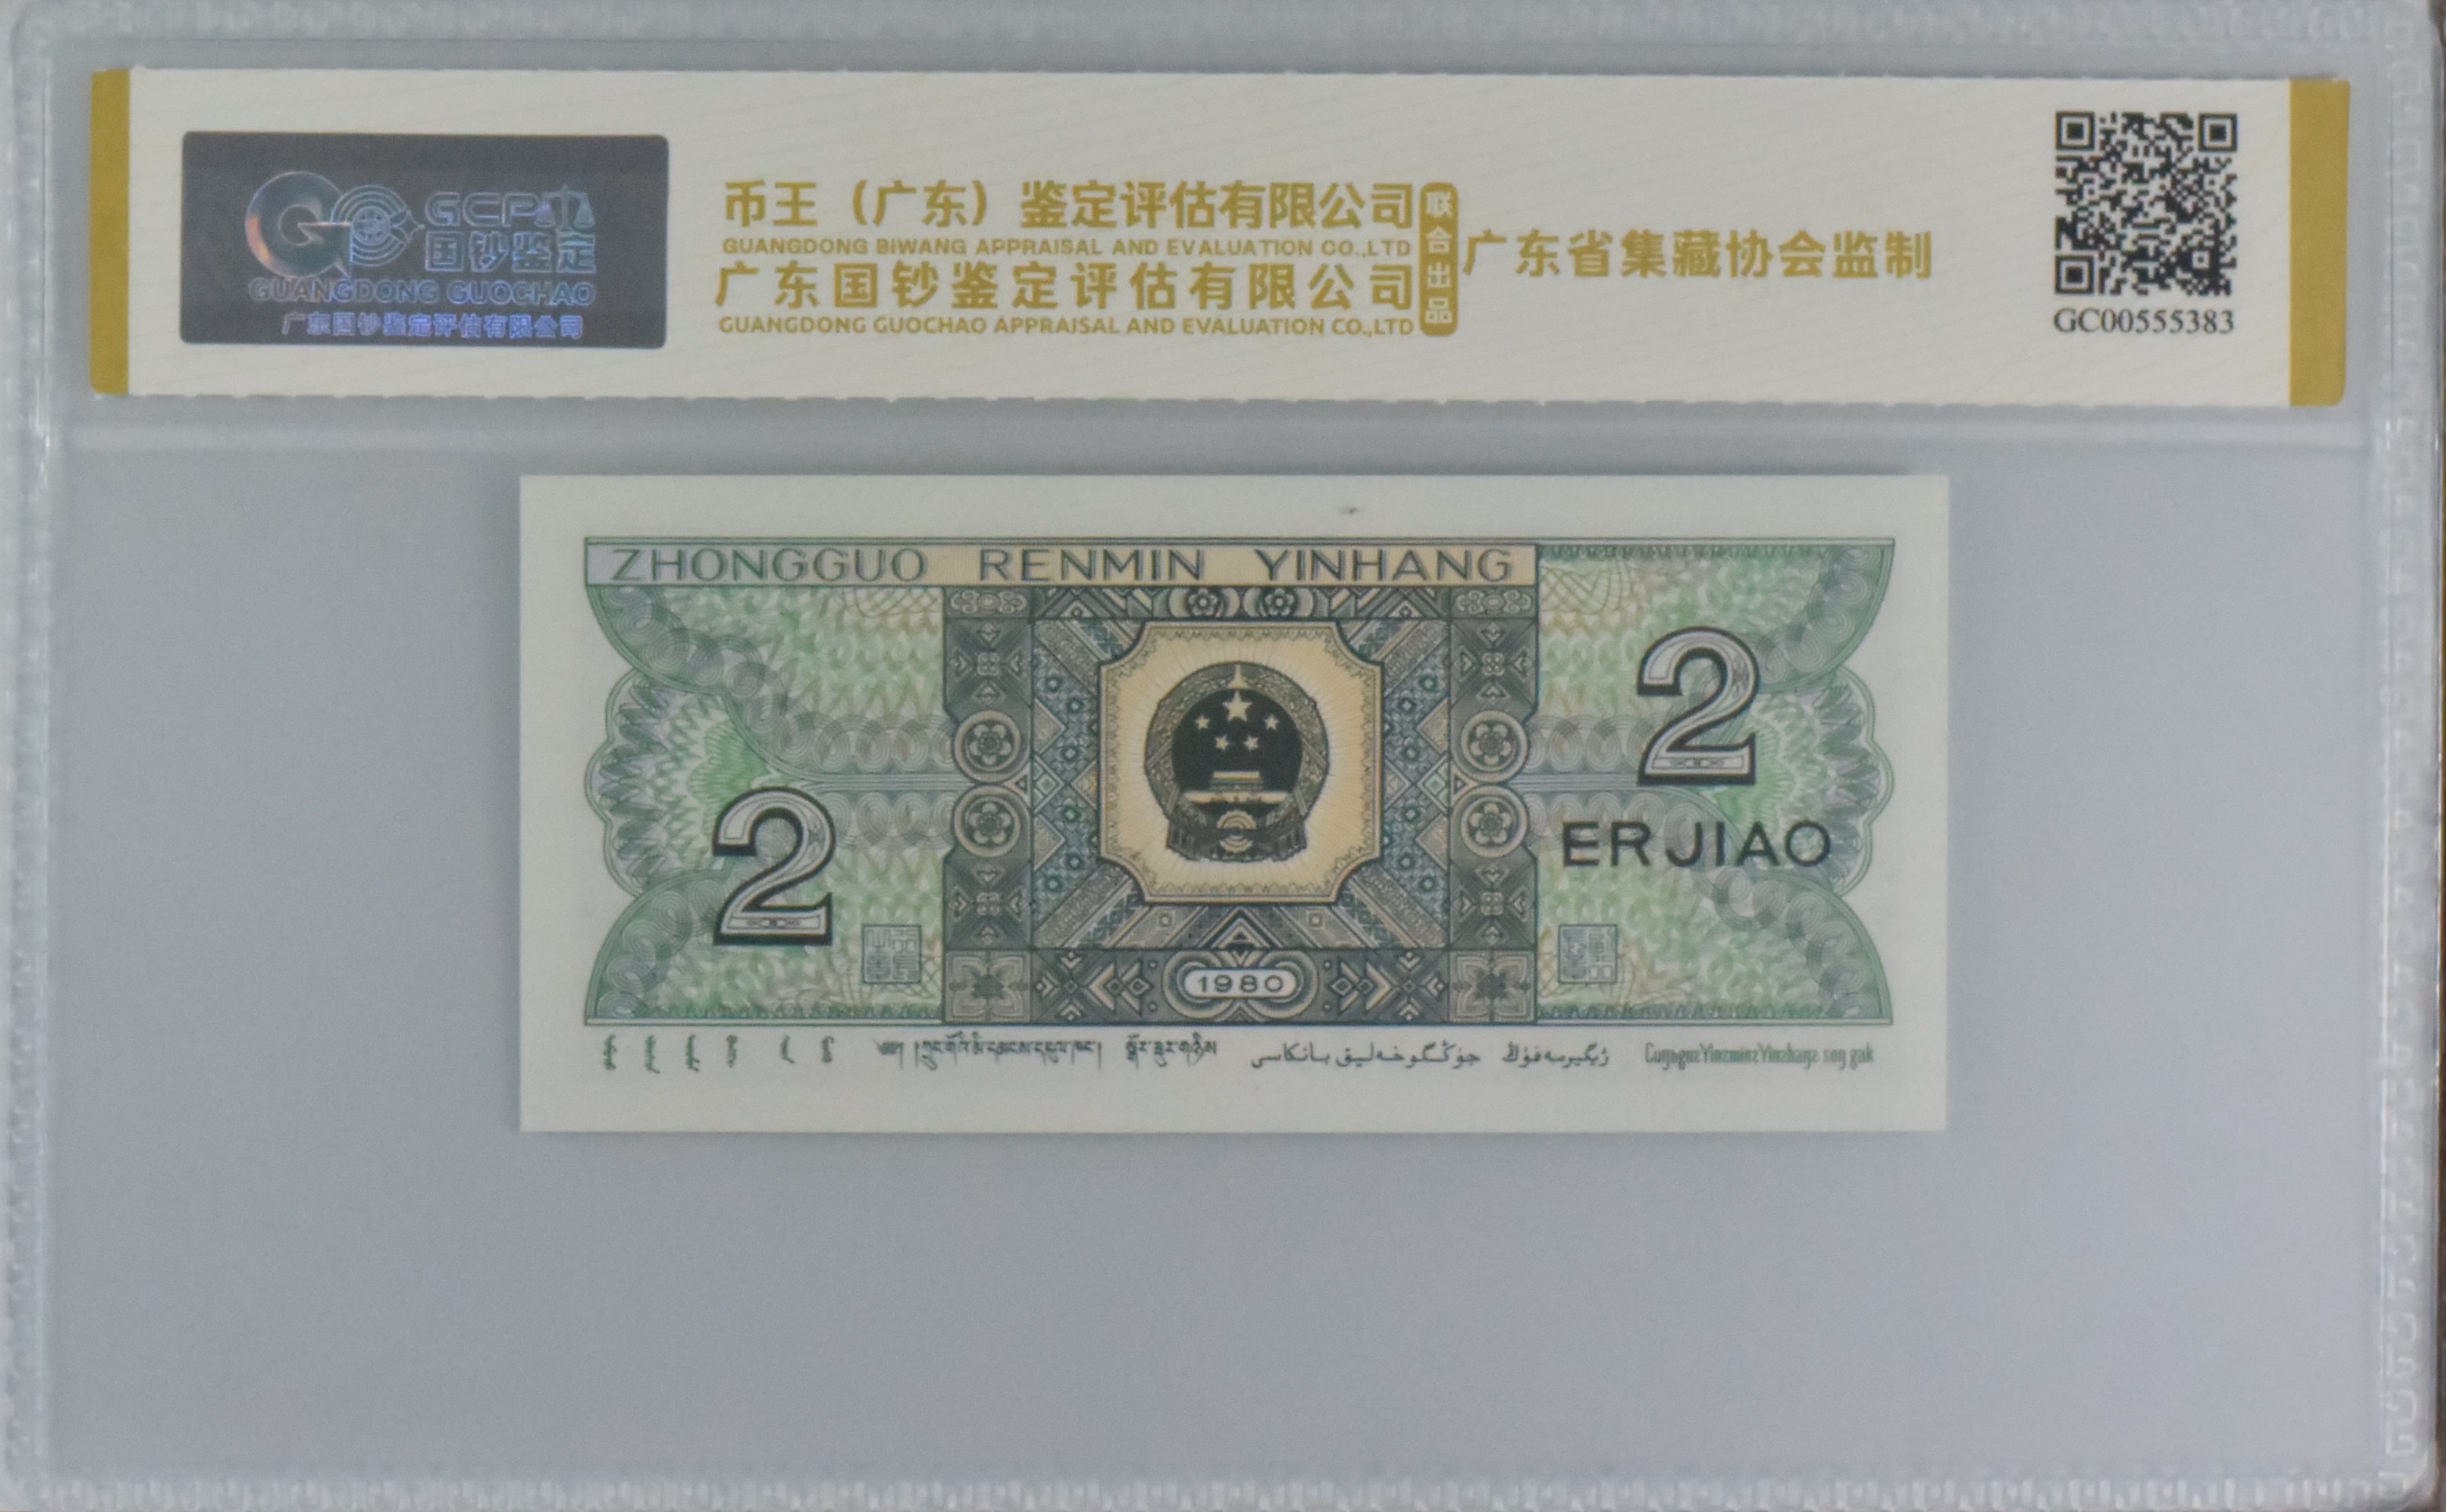 GCP
国钞鉴定
GUANGDONG GUOCHAO
广东国钞鉴定评估有限公司
币王（广东）鉴定评估有限公司
GUANGDONG BIWANG APPRAISAL AND EVALUATION CO.,LTD
广东国钞鉴定评估有限公司
GUANGDONG GUOCHAO APPRAISAL AND EVALUATION CO.,LTD
联合出品
广东省集藏协会监制
GC00555383
ZHONGGUO RENMIN YINHANG
2
2
ERJIAO
1980
جۇڭگوخەلىق بانكىسى